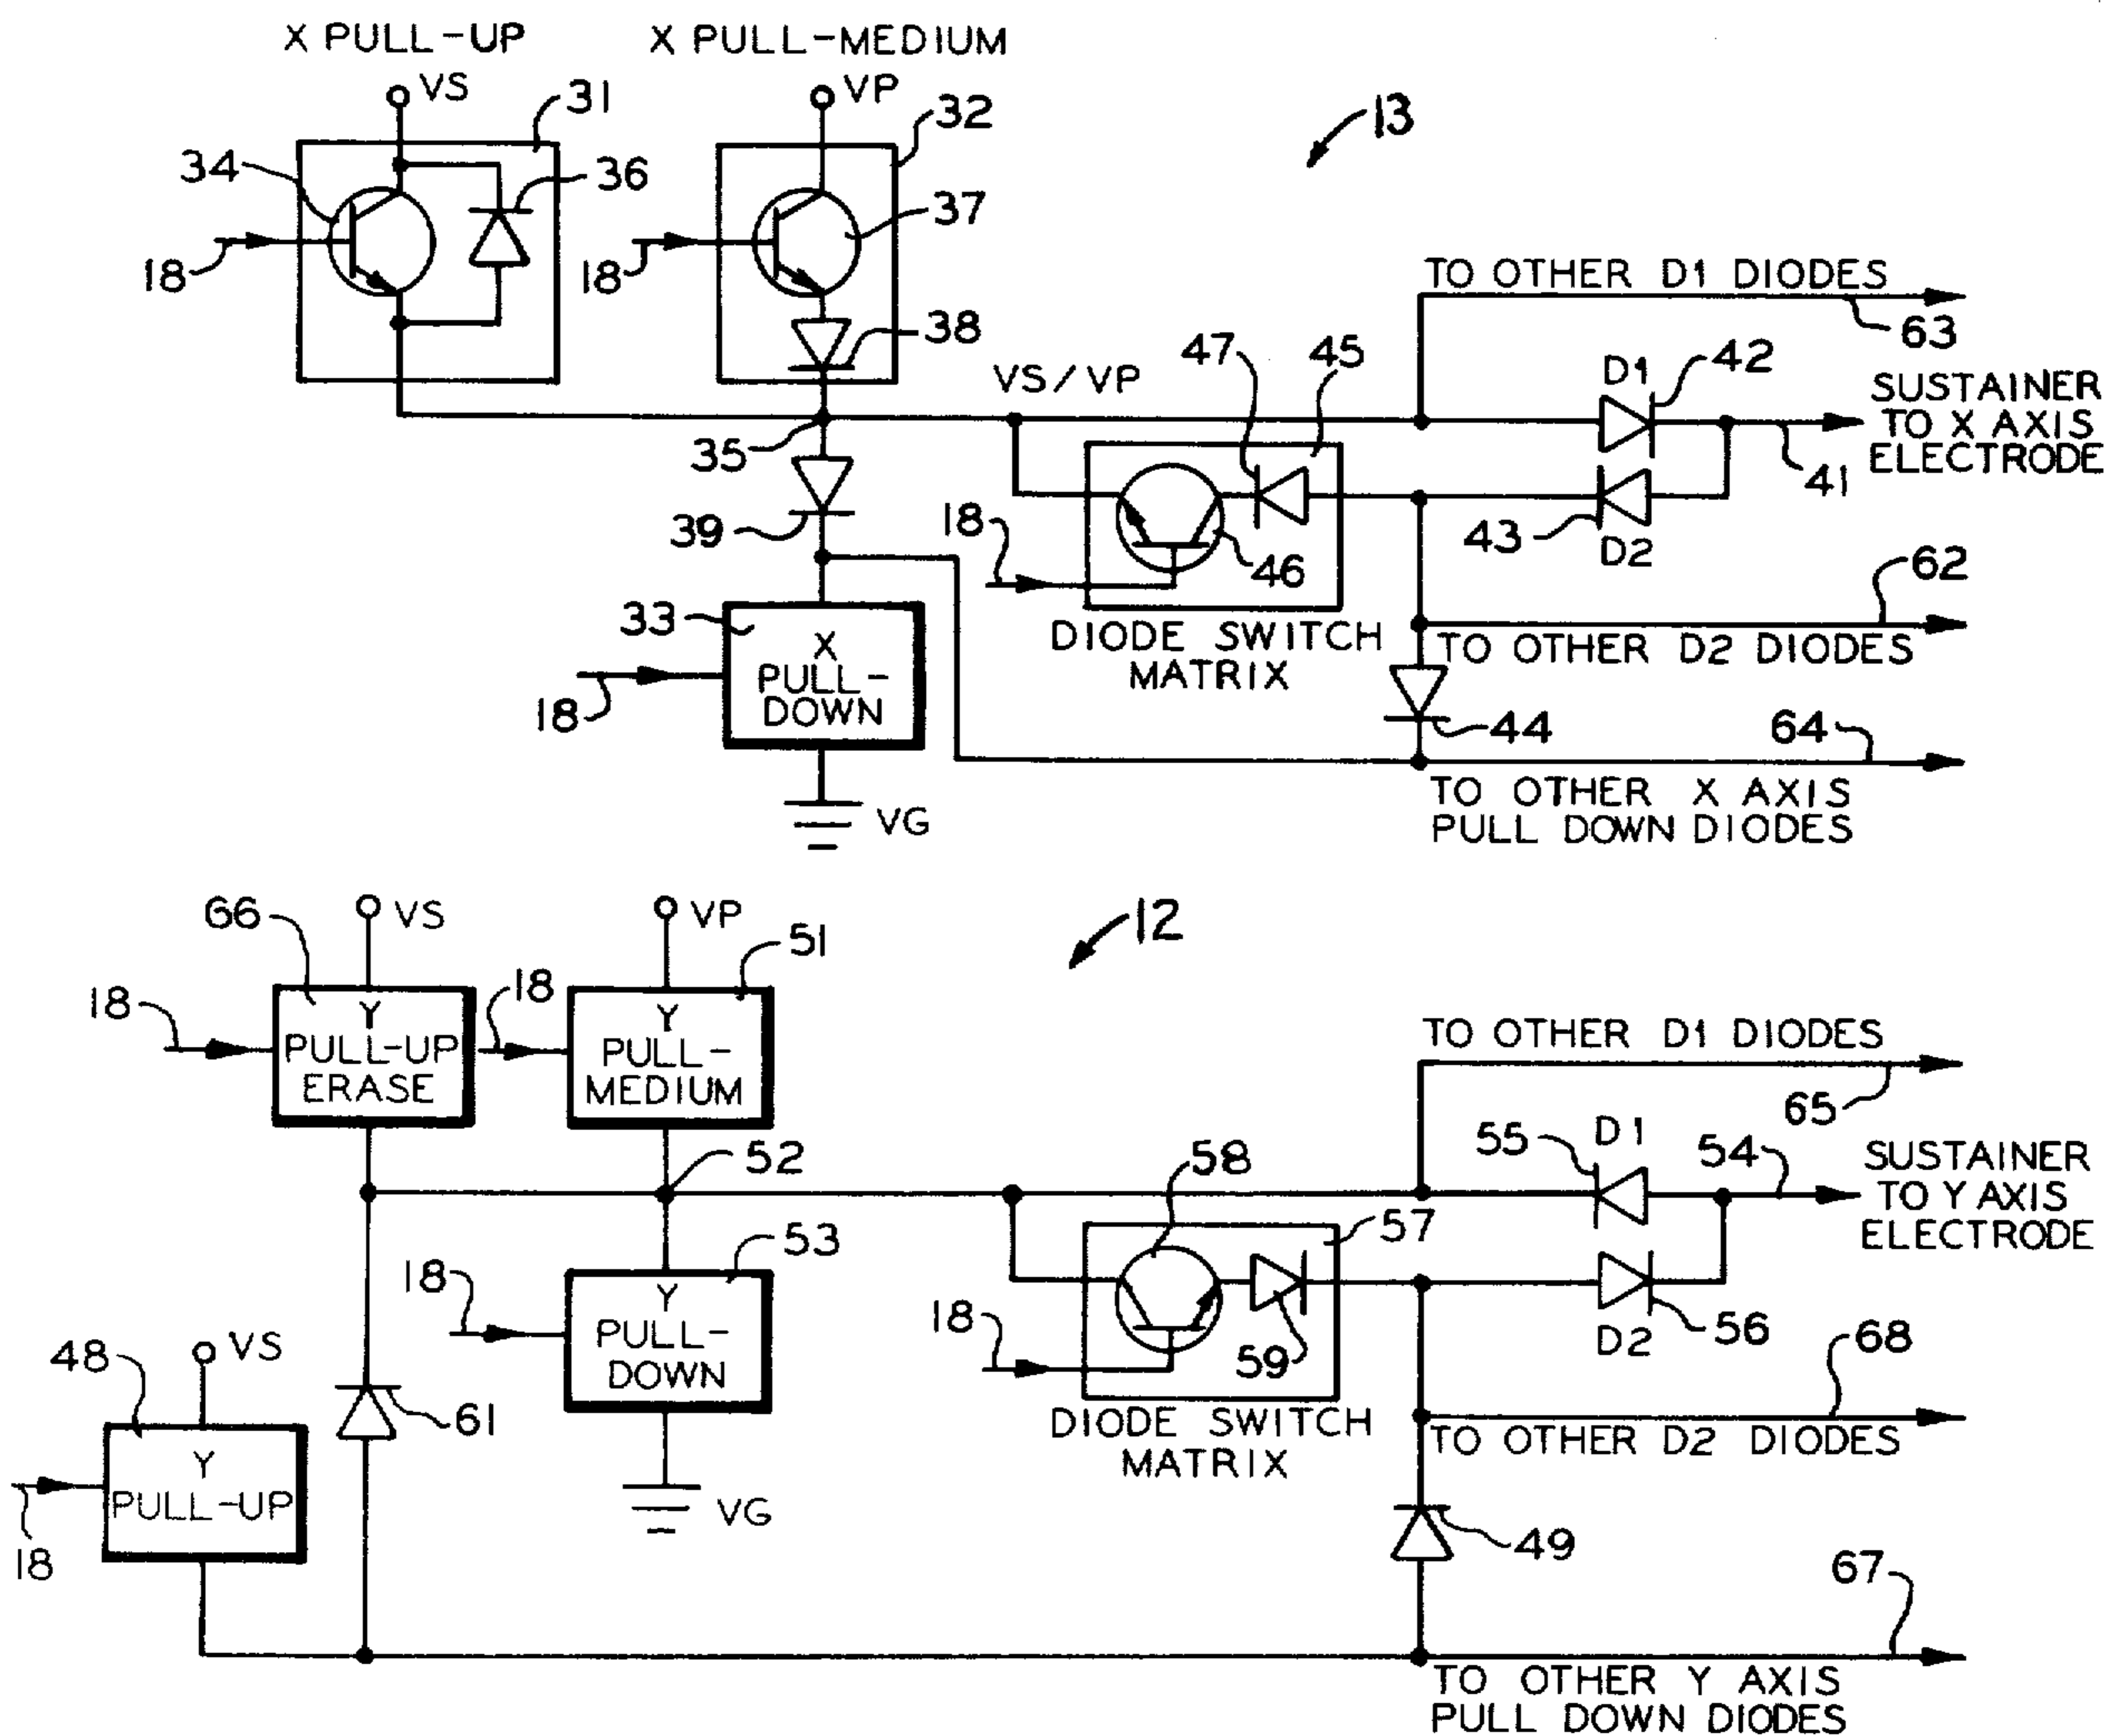 X PULL-UP
X PULL-MEDIUM
VS
VP
31
32
13
34
36
37
18
18
38
TO OTHER D1 DIODES
63
VS/VP
47
45
D1
42
SUSTAINER
TO X AXIS
ELECTRODE
41
35
39
18
46
43
D2
62
33
X
PULL-
DOWN
18
DIODE SWITCH
MATRIX
TO OTHER D2 DIODES
44
64
VG
TO OTHER X AXIS
PULL DOWN DIODES
66
VS
VP
51
12
18
Y
PULL-UP
ERASE
18
Y
PULL-
MEDIUM
TO OTHER D1 DIODES
65
52
58
55
D1
54
SUSTAINER
TO Y AXIS
ELECTRODE
57
53
18
Y
PULL-
DOWN
18
59
D2
56
68
48
VS
61
DIODE SWITCH
MATRIX
TO OTHER D2 DIODES
Y
PULL-UP
18
VG
49
67
TO OTHER Y AXIS
PULL DOWN DIODES